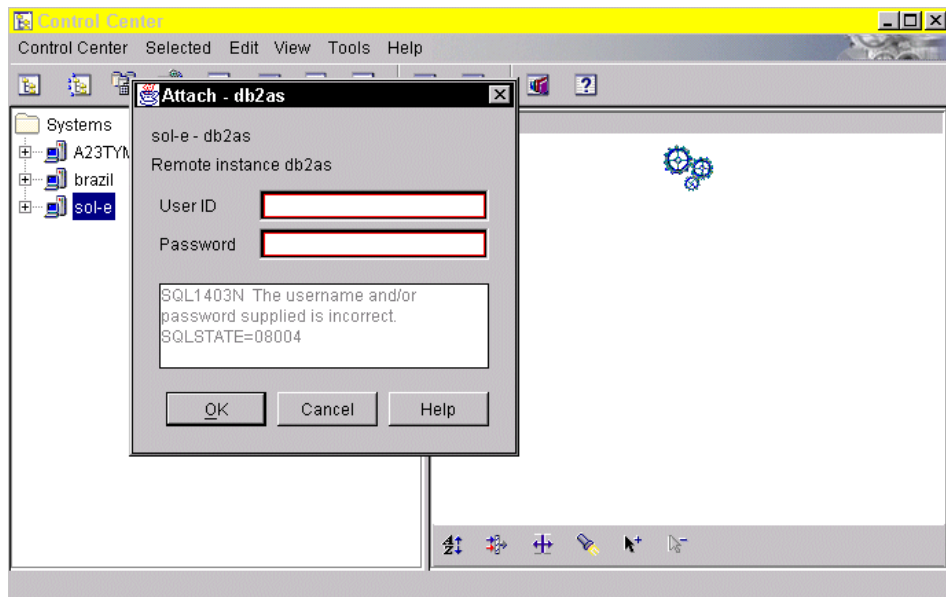 Control Center
Control Center Selected Edit View Tools Help
Attach - db2as
Systems
sol-e - db2as
A23TYM
Remote instance db2as
brazil
User ID
sol-e
Password
SQL1403N The username and/or
password supplied is incorrect.
SQLSTATE=08004
OK Cancel Help